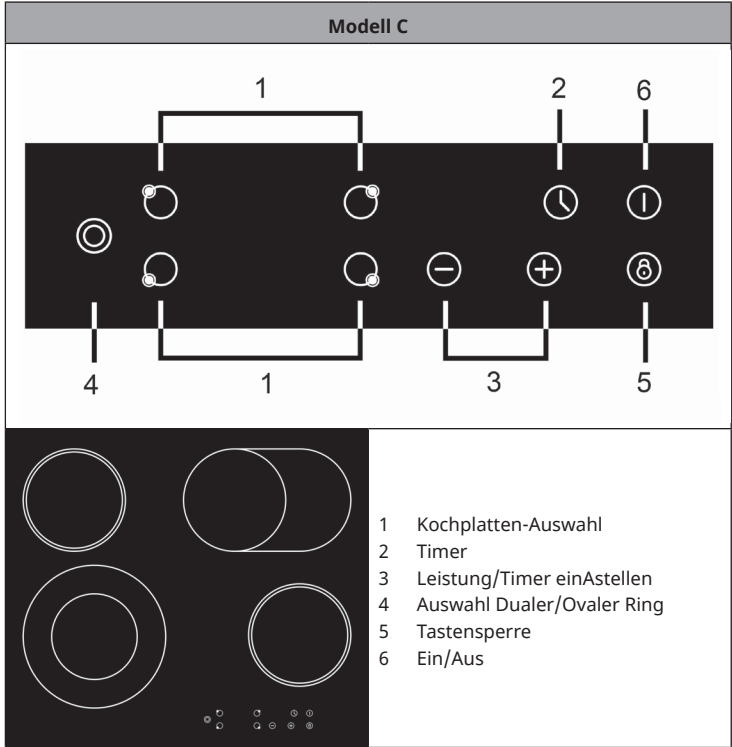 Modell C
1 2 6
4 1 3 5
1 Kochplatten-Auswahl
2 Timer
3 Leistung/Timer einAstellen
4 Auswahl Dualer/Ovaler Ring
5 Tastensperre
6 Ein/Aus